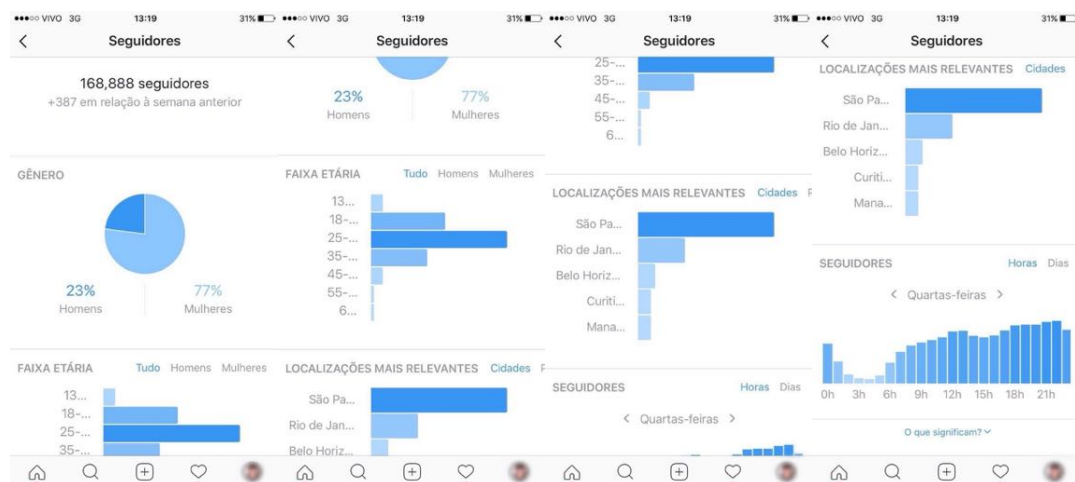 VIVO 3G 13:19 31%
Seguidores
168,888 seguidores
+387 em relação à semana anterior
GÊNERO
23% 77%
Homens Mulheres
FAIXA ETÁRIA Tudo Homens Mulheres
13...
18-...
25-...
35-...
VIVO 3G 13:19 31%
Seguidores
23% 77%
Homens Mulheres
FAIXA ETÁRIA Tudo Homens Mulheres
13...
18-...
25-...
35-...
45-...
55-...
6...
LOCALIZAÇÕES MAIS RELEVANTES Cidades
São Pa...
Rio de Jan...
Belo Horiz...
VIVO 3G 13:19 31%
Seguidores
25-...
35-...
45-...
55-...
6...
LOCALIZAÇÕES MAIS RELEVANTES Cidades
São Pa...
Rio de Jan...
Belo Horiz...
Curiti...
Mana...
SEGUIDORES Horas Dias
< Quartas-feiras >
VIVO 3G 13:19 31%
Seguidores
LOCALIZAÇÕES MAIS RELEVANTES Cidades
São Pa...
Rio de Jan...
Belo Horiz...
Curiti...
Mana...
SEGUIDORES Horas Dias
< Quartas-feiras >
0h 3h 6h 9h 12h 15h 18h 21h
O que significam?